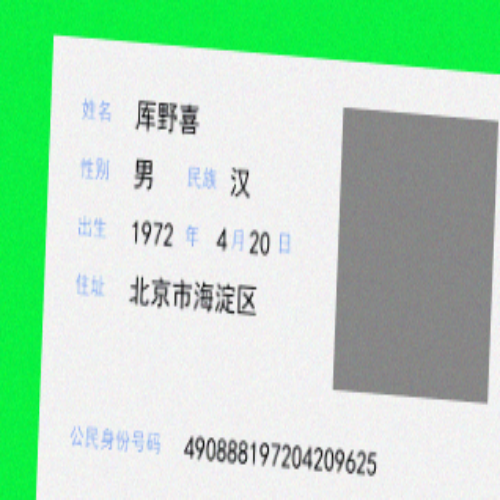 姓名 厍野喜
性别 男 民族 汉
出生 1972 年 4 月 20 日
住址 北京市海淀区
公民身份号码 490888197204209625